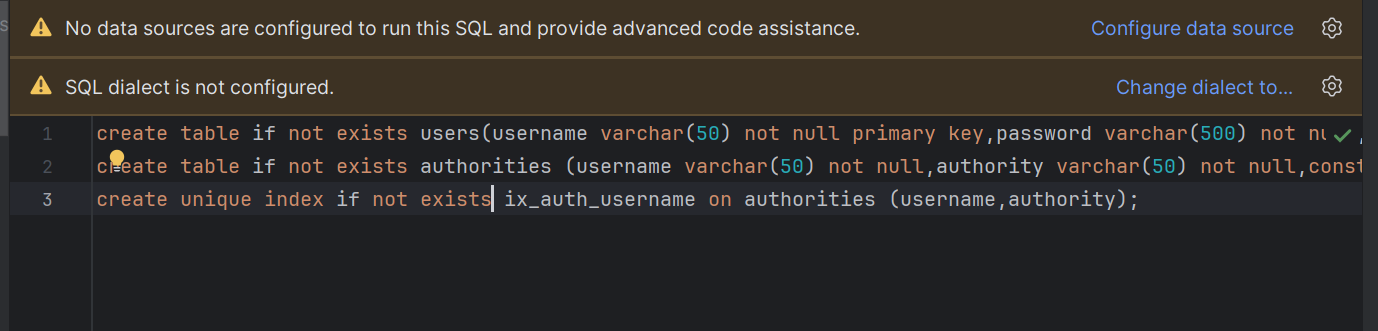 No data sources are configured to run this SQL and provide advanced code assistance. Configure data source
SQL dialect is not configured. Change dialect to...
1 create table if not exists users(username varchar(50) not null primary key,password varchar(500) not
2 create table if not exists authorities (username varchar(50) not null,authority varchar(50) not null,
3 create unique index if not exists ix_auth_username on authorities (username,authority);